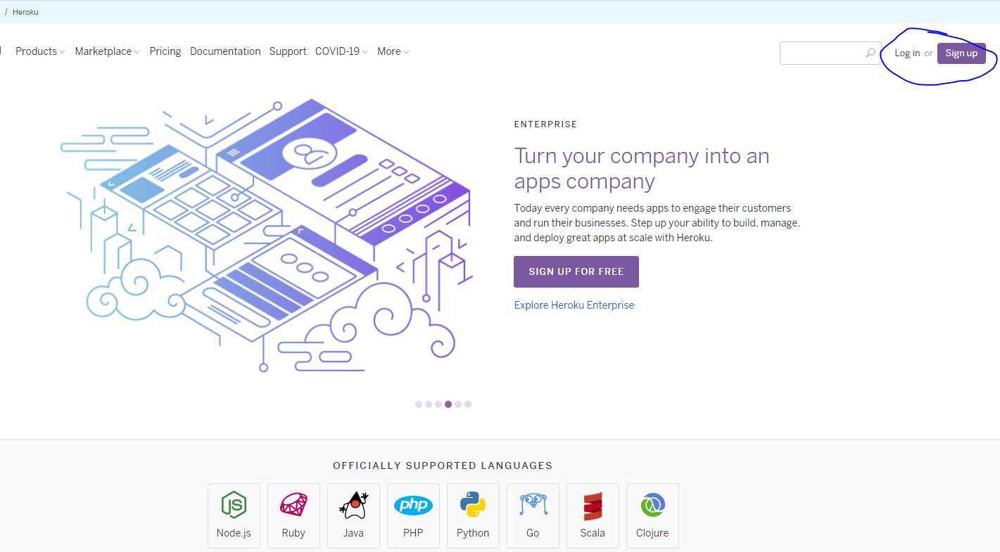 / Heroku
Products Marketplace Pricing Documentation Support COVID-19 More Log in or Sign up
ENTERPRISE
Turn your company into an
apps company
Today every company needs apps to engage their customers
and run their businesses. Step up your ability to build, manage,
and deploy great apps at scale with Heroku.
SIGN UP FOR FREE
Explore Heroku Enterprise
OFFICIALLY SUPPORTED LANGUAGES
JS php
Node.js Ruby Java PHP Python Go Scala Clojure